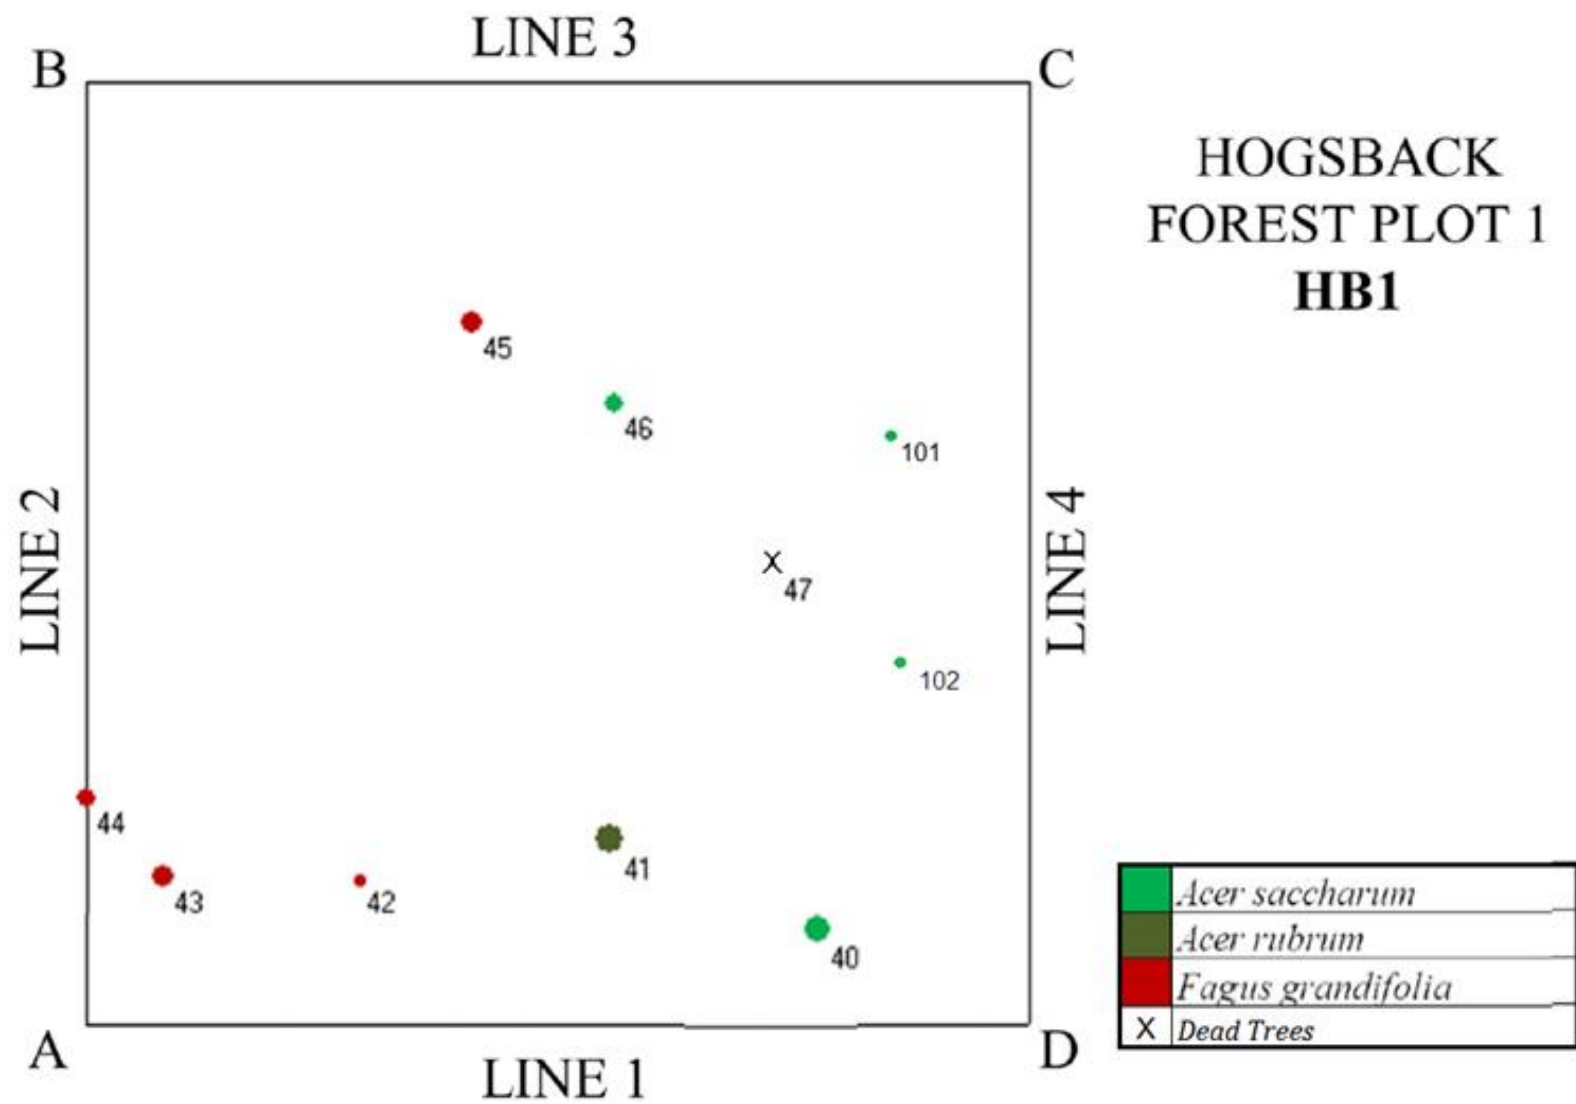 LINE 3
B
C
HOGSBACK
FOREST PLOT 1
HB1
45
46
101
LINE 2
LINE 4
47
102
44
41
43
42
40
Acer saccharum
Acer rubrum
Fagus grandifolia
X Dead Trees
A
D
LINE 1